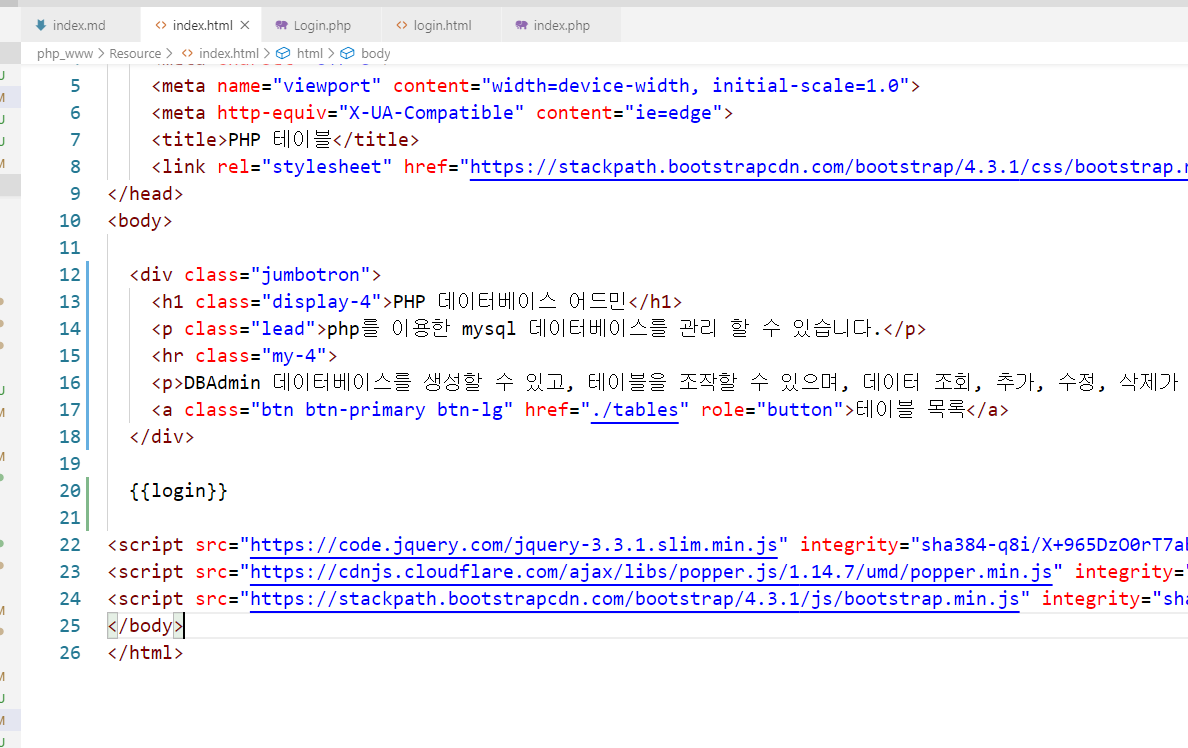 index.md
index.html
Login.php
login.html
index.php
php_www > Resource > index.html > html > body
5 <meta name="viewport" content="width=device-width, initial-scale=1.0">
6 <meta http-equiv="X-UA-Compatible" content="ie=edge">
7 <title>PHP 테이블</title>
8 <link rel="stylesheet" href="https://stackpath.bootstrapcdn.com/bootstrap/4.3.1/css/bootstrap.
9 </head>
10 <body>
11
12 <div class="jumbotron">
13 <h1 class="display-4">PHP 데이터베이스 어드민</h1>
14 <p class="lead">php를 이용한 mysql 데이터베이스를 관리 할 수 있습니다.</p>
15 <hr class="my-4">
16 <p>DBAdmin 데이터베이스를 생성할 수 있고, 테이블을 조작할 수 있으며, 데이터 조회, 추가, 수정, 삭제가
17 <a class="btn btn-primary btn-lg" href="./tables" role="button">테이블 목록</a>
18 </div>
19
20 {{login}}
21
22 <script src="https://code.jquery.com/jquery-3.3.1.slim.min.js" integrity="sha384-q8i/X+965DzO0rT7a
23 <script src="https://cdnjs.cloudflare.com/ajax/libs/popper.js/1.14.7/umd/popper.min.js" integrity=
24 <script src="https://stackpath.bootstrapcdn.com/bootstrap/4.3.1/js/bootstrap.min.js" integrity="sh
25 </body>
26 </html>